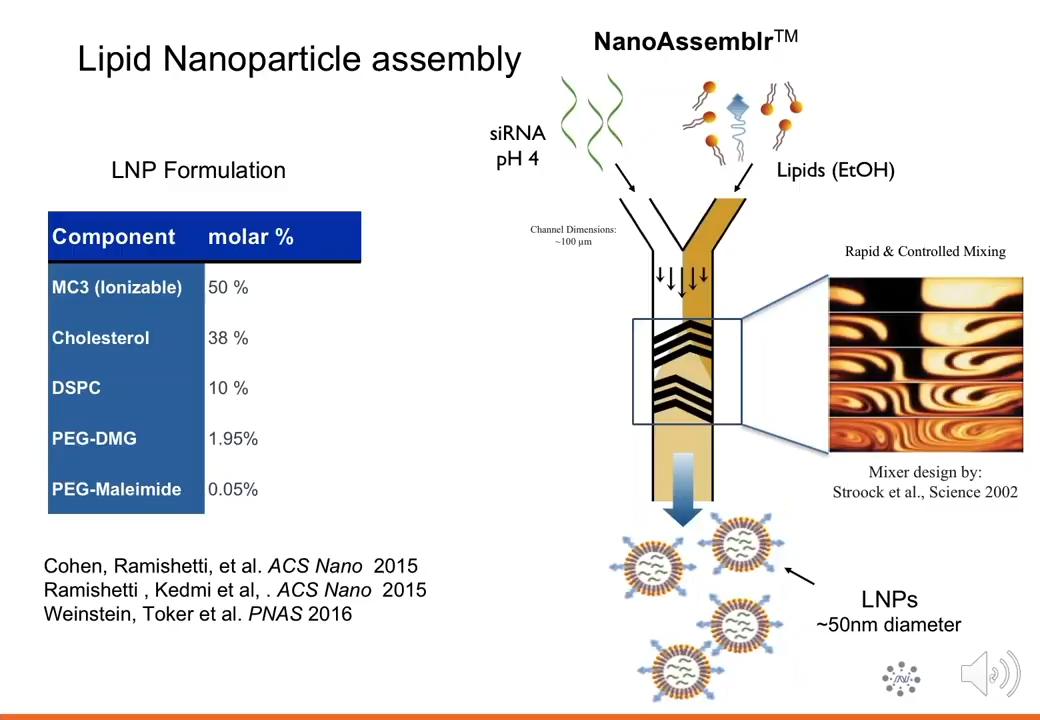 Lipid Nanoparticle assembly
NanoAssemblr™
siRNA
pH 4
Lipids (EtOH)
LNP Formulation
Component molar %
MC3 (Ionizable) 50 %
Cholesterol 38 %
DSPC 10 %
PEG-DMG 1.95%
PEG-Maleimide 0.05%
Channel Dimensions:
~100 µm
Rapid & Controlled Mixing
Mixer design by:
Stroock et al., Science 2002
Cohen, Ramishetti, et al. ACS Nano 2015
Ramishetti , Kedmi et al, . ACS Nano 2015
Weinstein, Toker et al. PNAS 2016
LNPs
~50nm diameter